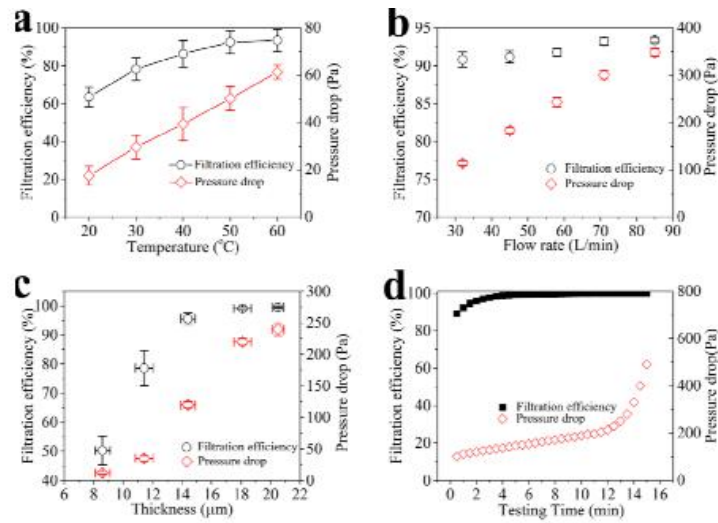 a
Filtration efficiency (%)
100
80
60
40
20
0
20 30 40 50 60
Temperature (°C)
80
60
40
20
0
Pressure drop (Pa)
Filtration efficiency
Pressure drop
b
Filtration efficiency (%)
95
90
85
80
75
70
30 40 50 60 70 80 90
Flow rate (L/min)
400
300
200
100
0
Pressure drop (Pa)
Filtration efficiency
Pressure drop
c
Filtration efficiency (%)
100
90
80
70
60
50
40
6 8 10 12 14 16 18 20 22
Thickness (μm)
300
250
200
150
100
50
0
Pressure drop (Pa)
Filtration efficiency
Pressure drop
d
Filtration efficiency (%)
100
80
60
40
20
0
0 2 4 6 8 10 12 14 16
Testing Time (min)
800
600
400
200
0
Pressure drop(Pa)
Filtration efficiency
Pressure drop